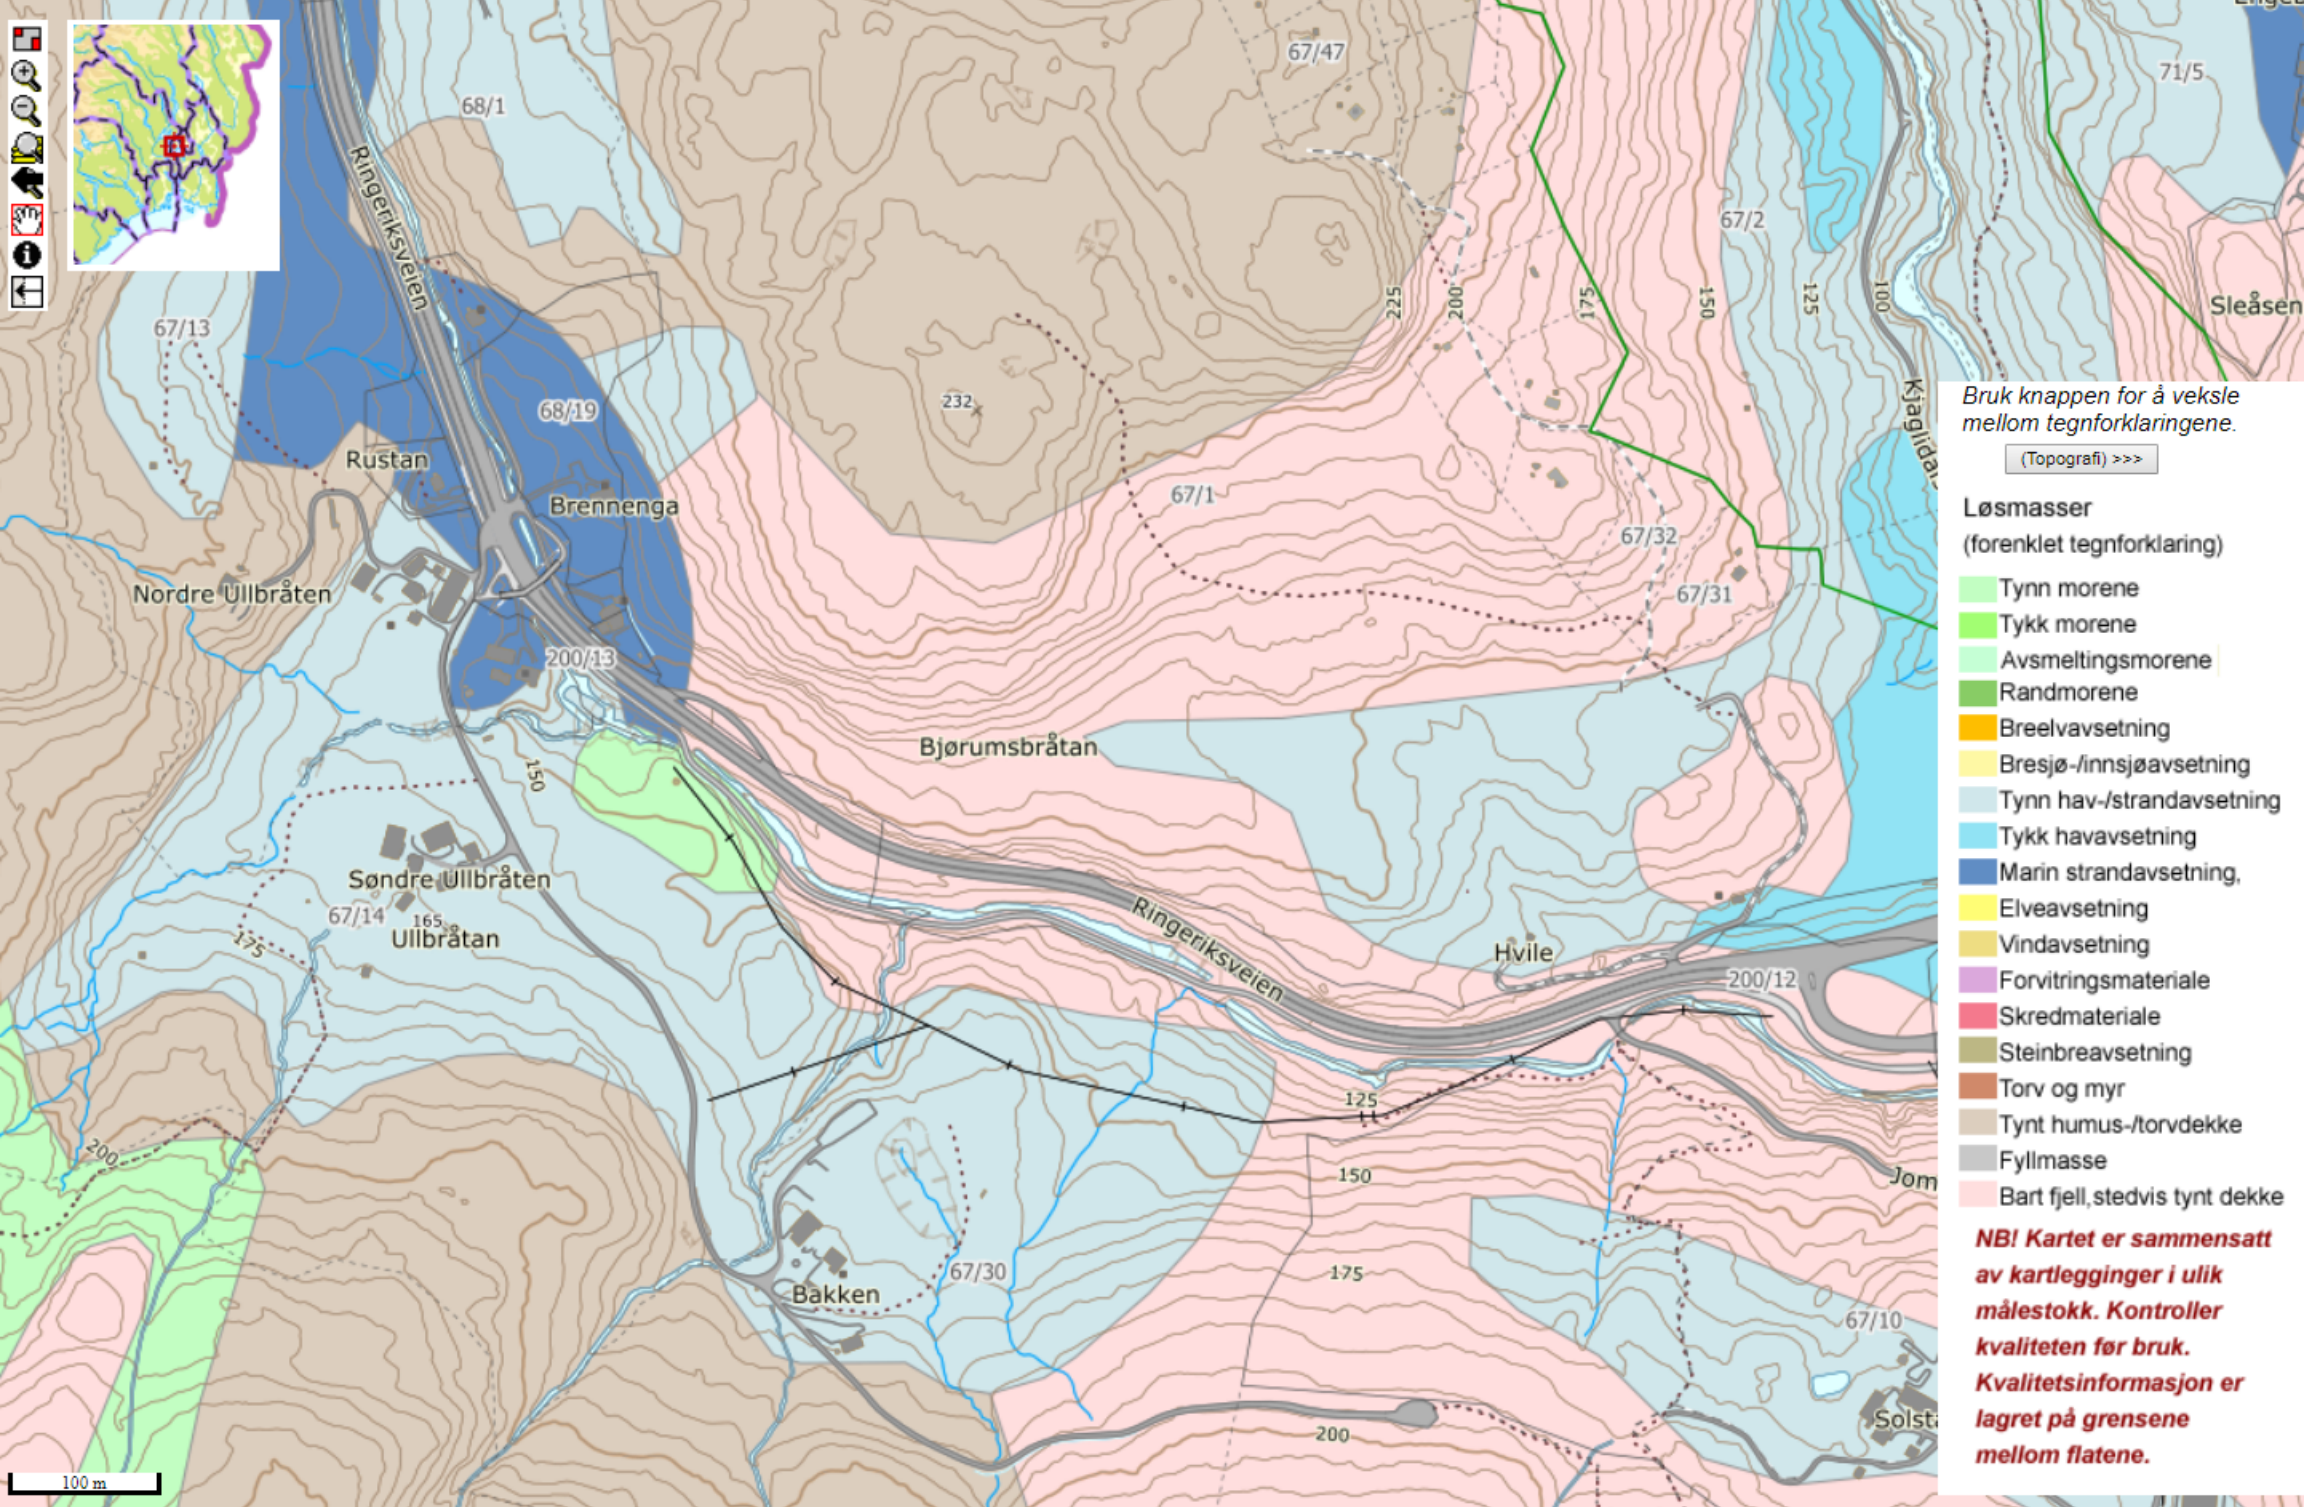 67/47
71/5
68/1
Ringeriksveien
67/2
67/13
225
200
175
150
125
100
Sleåsen
232
68/19
Rustan
Brennenga
67/1
67/32
67/31
Nordre Ullbråten
200/13
150
Bjørumsbråtan
Søndre Ullbråten
67/14
165
Ullbråtan
175
Ringeriksveien
Hvile
200/12
125
200
150
Jom
67/30
175
Bakken
67/10
Solst
200
100 m
Bruk knappen for å veksle
mellom tegnforklaringene.
(Topografi) >>>
Løsmasser
(forenklet tegnforklaring)
Tynn morene
Tykk morene
Avsmeltingsmorene
Randmorene
Breelvavsetning
Bresjø-/innsjøavsetning
Tynn hav-/strandavsetning
Tykk havavsetning
Marin strandavsetning,
Elveavsetning
Vindavsetning
Forvitringsmateriale
Skredmateriale
Steinbreavsetning
Torv og myr
Tynt humus-/torvdekke
Fyllmasse
Bart fjell,stedvis tynt dekke
NB! Kartet er sammensatt
av kartlegginger i ulik
målestokk. Kontroller
kvaliteten før bruk.
Kvalitetsinformasjon er
lagret på grensene
mellom flatene.